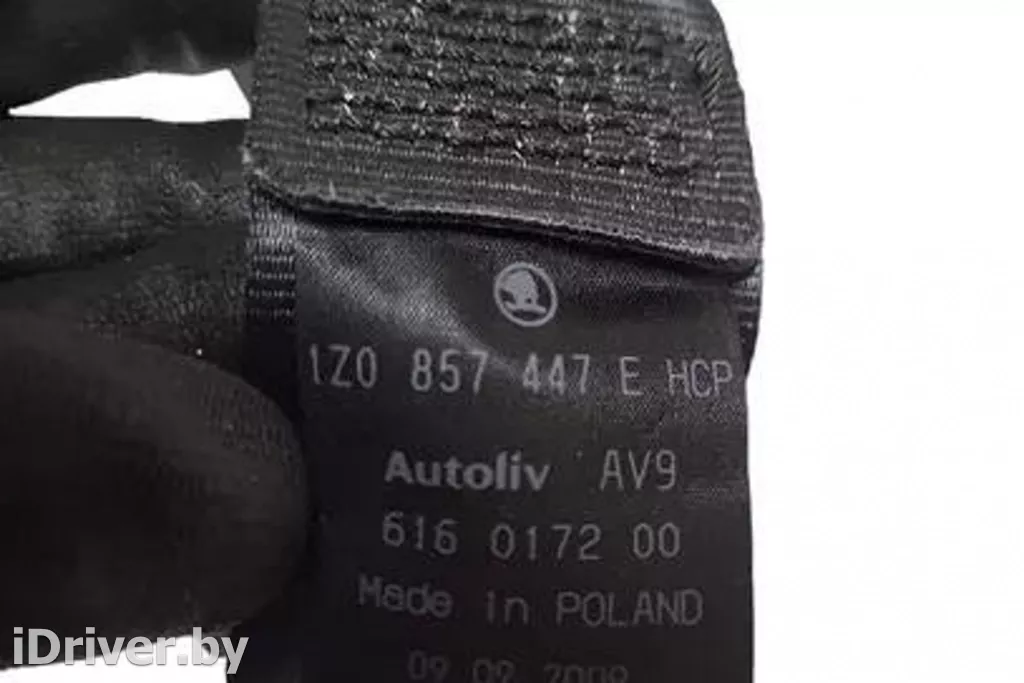 1Z0 857 447 E HCP
Autoliv AV9
616 0172 00
Made in POLAND
iDriver.by